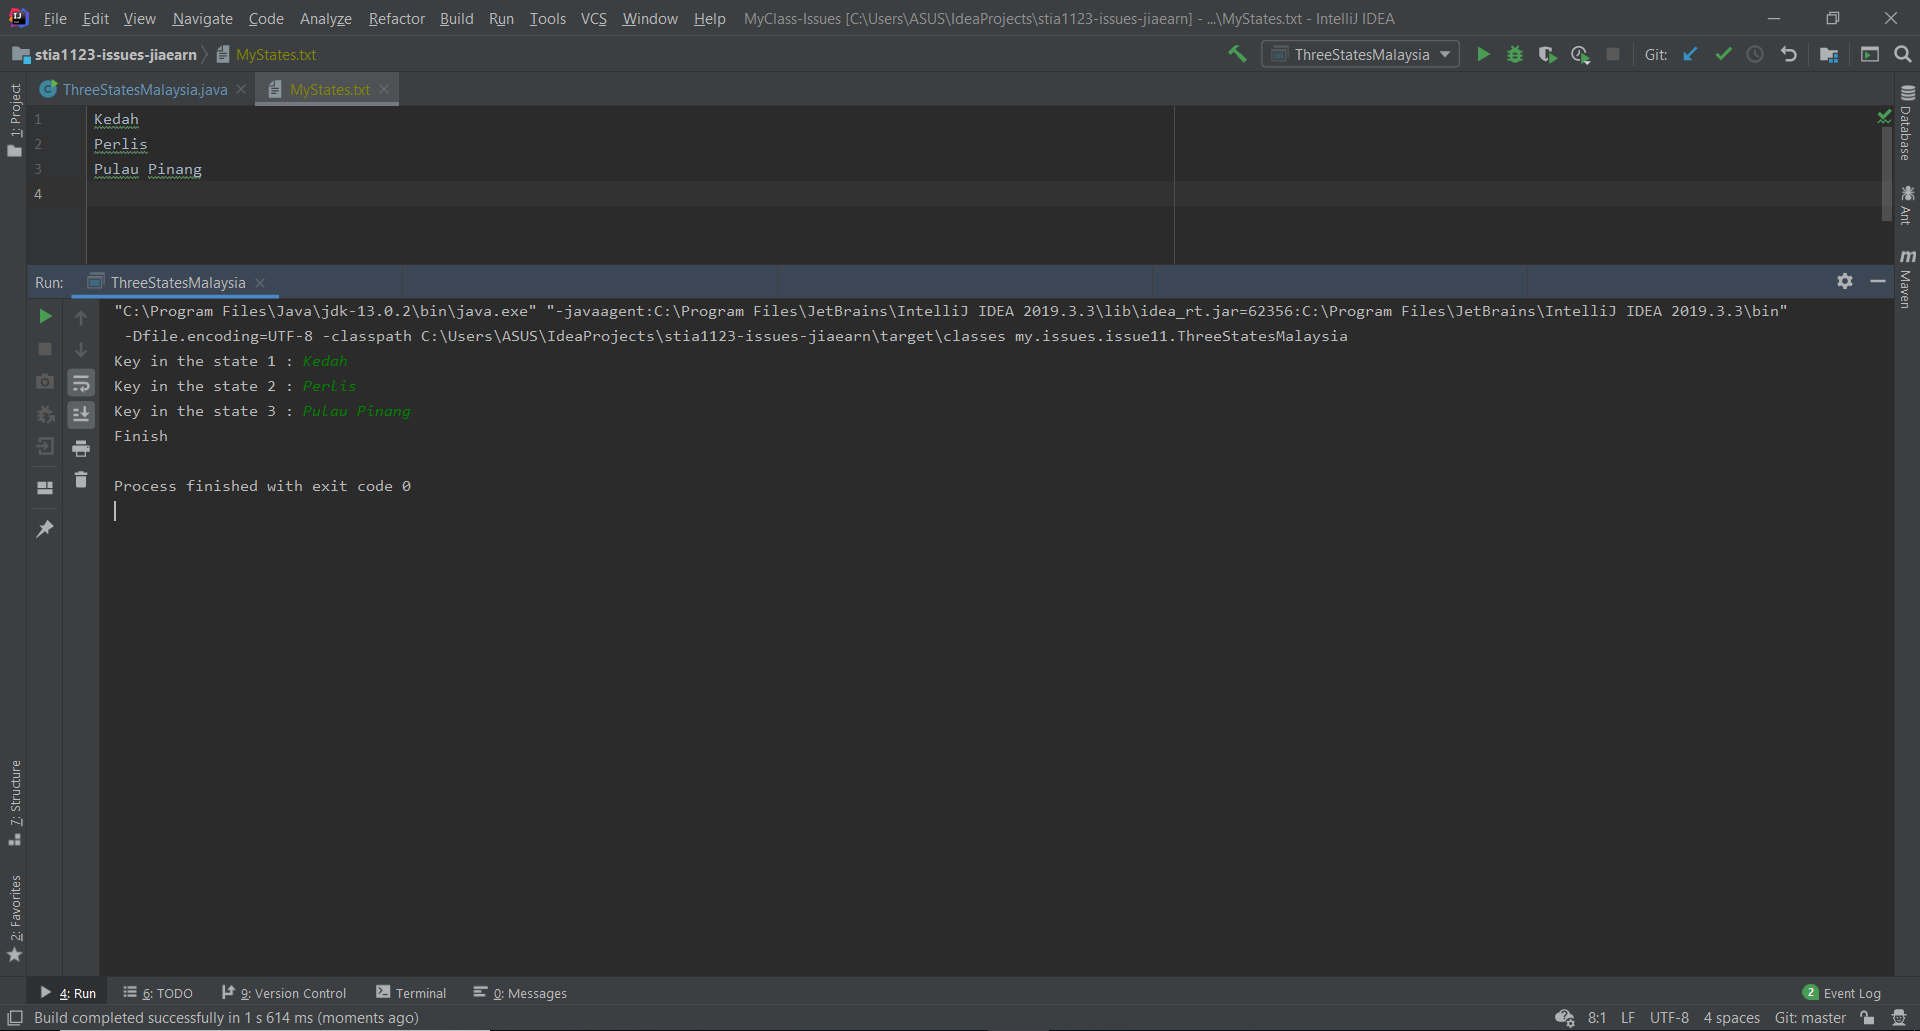 File Edit View Navigate Code Analyze Refactor Build Run Tools VCS Window Help MyClass-Issues [C:\Users\ASUS\IdeaProjects\stia1123-issues-jiaearn] - ...\MyStates.txt - IntelliJ IDEA
stia1123-issues-jiaearn MyStates.txt ThreeStatesMalaysia Git:
ThreeStatesMalaysia.java MyStates.txt
1: Project
Database
Ant
Maven
1 Kedah
2 Perlis
3 Pulau Pinang
4
Run: ThreeStatesMalaysia
"C:\Program Files\Java\jdk-13.0.2\bin\java.exe" "-javaagent:C:\Program Files\JetBrains\IntelliJ IDEA 2019.3.3\lib\idea_rt.jar=62356:C:\Program Files\JetBrains\IntelliJ IDEA 2019.3.3\bin"
-Dfile.encoding=UTF-8 -classpath C:\Users\ASUS\IdeaProjects\stia1123-issues-jiaearn\target\classes my.issues.issue11.ThreeStatesMalaysia
Key in the state 1 : Kedah
Key in the state 2 : Perlis
Key in the state 3 : Pulau Pinang
Finish
Process finished with exit code 0
7: Structure
2: Favorites
4: Run 6: TODO 9: Version Control Terminal 0: Messages 2 Event Log
Build completed successfully in 1 s 614 ms (moments ago) 8:1 LF UTF-8 4 spaces Git: master